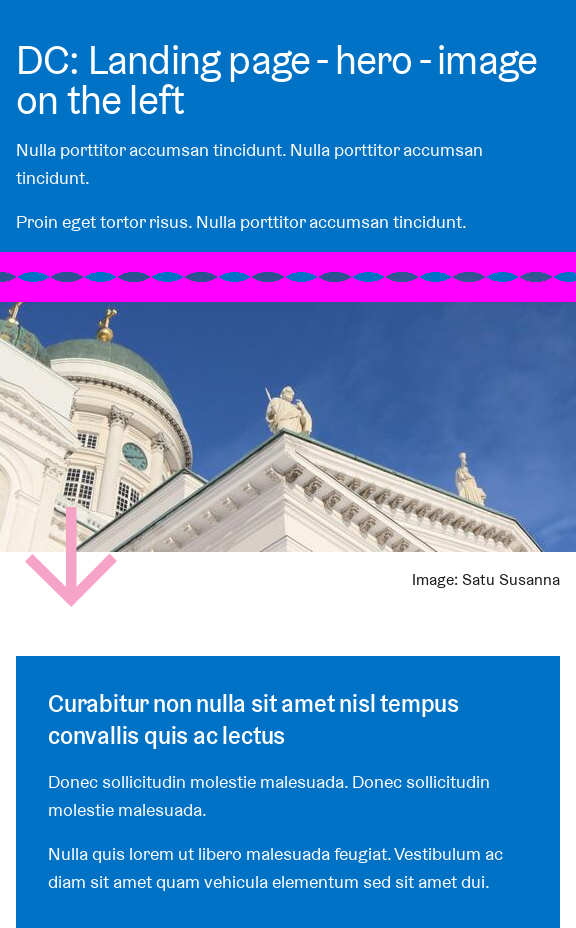 DC: Landing page - hero - image
on the left
Nulla porttitor accumsan tincidunt. Nulla porttitor accumsan
tincidunt.
Proin eget tortor risus. Nulla porttitor accumsan tincidunt.
Image: Satu Susanna
Curabitur non nulla sit amet nisl tempus
convallis quis ac lectus
Donec sollicitudin molestie malesuada. Donec sollicitudin
molestie malesuada.
Nulla quis lorem ut libero malesuada feugiat. Vestibulum ac
diam sit amet quam vehicula elementum sed sit amet dui.